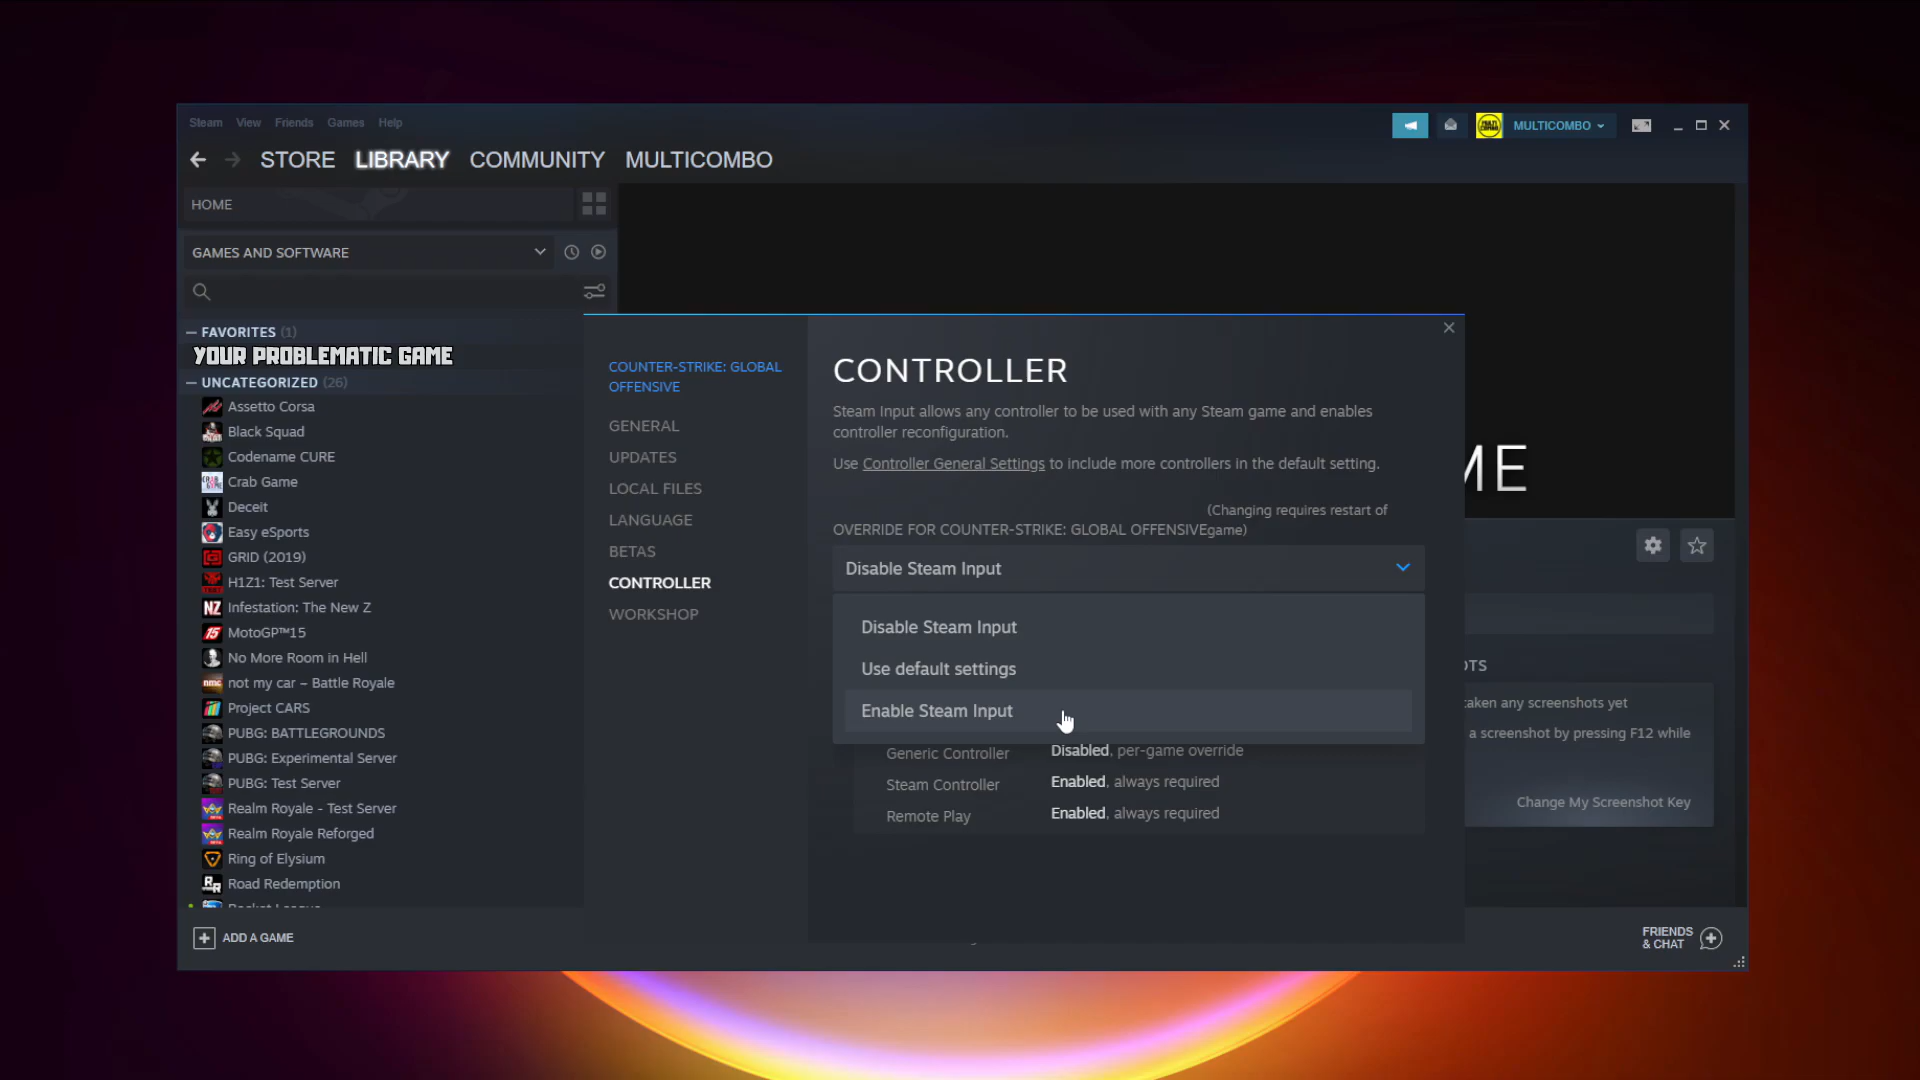 Steam View Friends Games Help
MULTICOMBO
STORE LIBRARY COMMUNITY MULTICOMBO
HOME
GAMES AND SOFTWARE
— FAVORITES (1)
YOUR PROBLEMATIC GAME
— UNCATEGORIZED (26)
Assetto Corsa
Black Squad
Codename CURE
Crab Game
Deceit
Easy eSports
GRID (2019)
H1Z1: Test Server
Infestation: The New Z
MotoGP™15
No More Room in Hell
not my car – Battle Royale
Project CARS
PUBG: BATTLEGROUNDS
PUBG: Experimental Server
PUBG: Test Server
Realm Royale - Test Server
Realm Royale Reforged
Ring of Elysium
Road Redemption
ADD A GAME
COUNTER-STRIKE: GLOBAL
OFFENSIVE
GENERAL
UPDATES
LOCAL FILES
LANGUAGE
BETAS
CONTROLLER
WORKSHOP
CONTROLLER
Steam Input allows any controller to be used with any Steam game and enables
controller reconfiguration.
Use Controller General Settings to include more controllers in the default setting.
(Changing requires restart of
OVERRIDE FOR COUNTER-STRIKE: GLOBAL OFFENSIVEgame)
Disable Steam Input
Disable Steam Input
Use default settings
Enable Steam Input
Generic Controller Disabled, per-game override
Steam Controller Enabled, always required
Remote Play Enabled, always required
ME
OTS
taken any screenshots yet
a screenshot by pressing F12 while
Change My Screenshot Key
FRIENDS
& CHAT